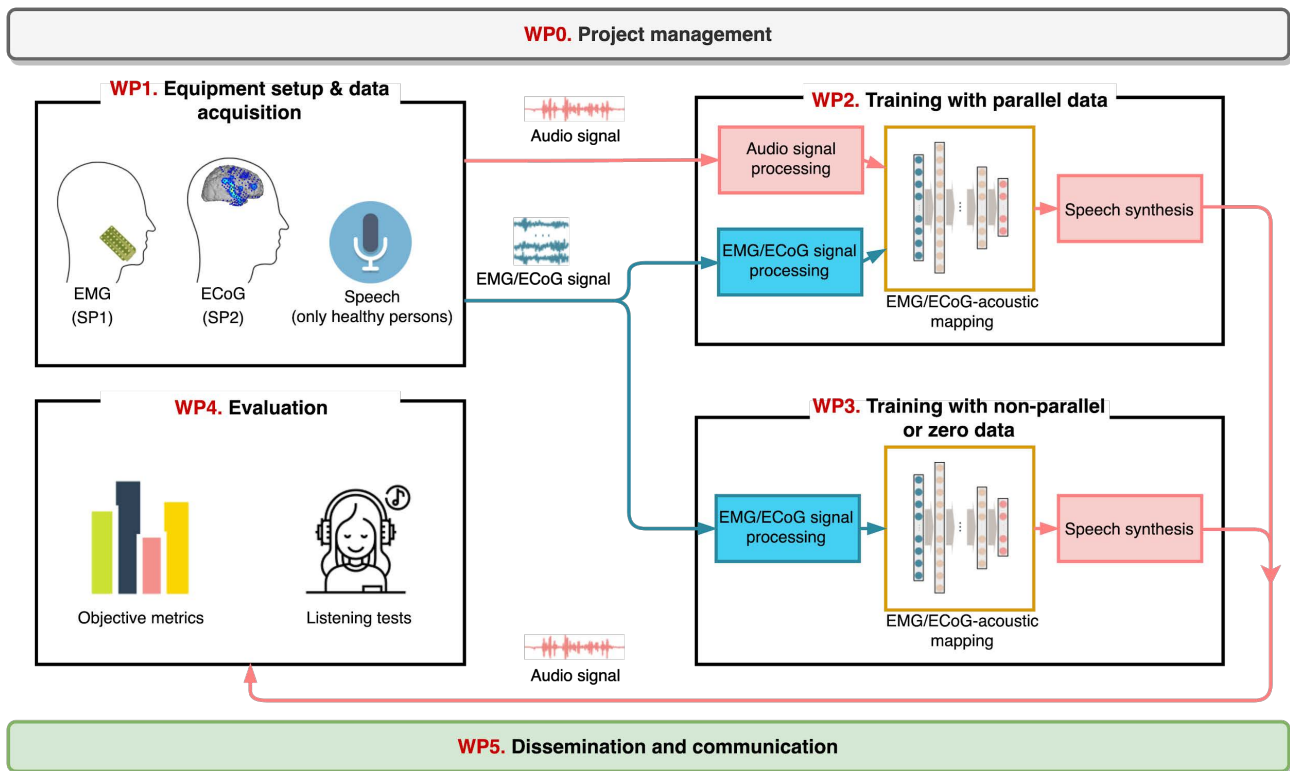 WP0. Project management
WP1. Equipment setup & data
acquisition
EMG
(SP1)
ECoG
(SP2)
Speech
(only healthy persons)
Audio signal
EMG/ECoG signal
WP2. Training with parallel data
Audio signal
processing
EMG/ECoG signal
processing
EMG/ECoG-acoustic
mapping
Speech synthesis
WP3. Training with non-parallel
or zero data
EMG/ECoG signal
processing
EMG/ECoG-acoustic
mapping
Speech synthesis
WP4. Evaluation
Objective metrics
Listening tests
Audio signal
WP5. Dissemination and communication